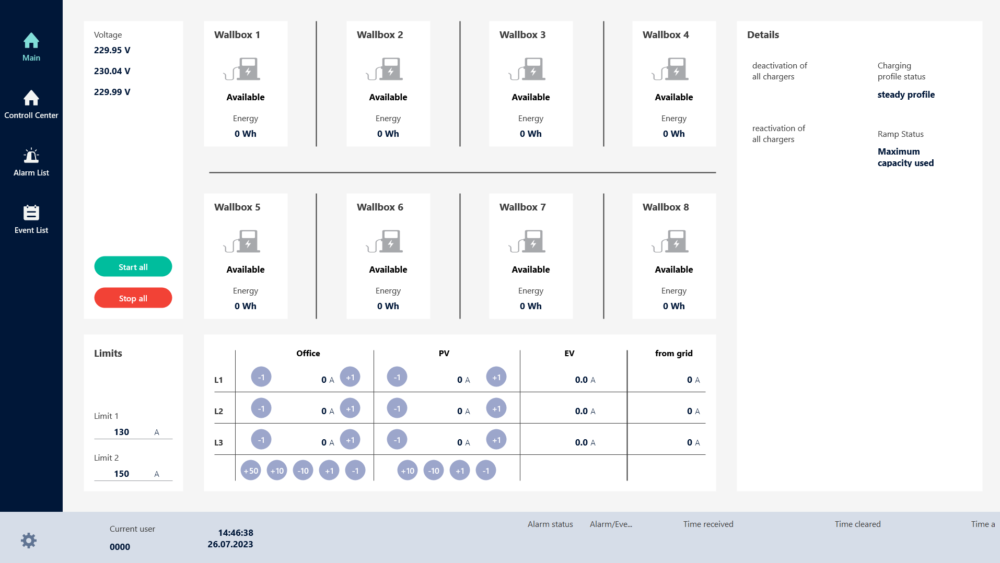 Main
Controll Center
Alarm List
Event List
Voltage
229.95 V
230.04 V
229.99 V
Start all
Stop all
Wallbox 1
Available
Energy
0 Wh
Wallbox 2
Available
Energy
0 Wh
Wallbox 3
Available
Energy
0 Wh
Wallbox 4
Available
Energy
0 Wh
Wallbox 5
Available
Energy
0 Wh
Wallbox 6
Available
Energy
0 Wh
Wallbox 7
Available
Energy
0 Wh
Wallbox 8
Available
Energy
0 Wh
Details
deactivation of
all chargers
Charging
profile status
steady profile
reactivation of
all chargers
Ramp Status
Maximum
capacity used
Limits
Limit 1
130 A
Limit 2
150 A
Office PV EV from grid
L1 -1 0 A +1 -1 0 A +1 0.0 A 0 A
L2 -1 0 A +1 -1 0 A +1 0.0 A 0 A
L3 -1 0 A +1 -1 0 A +1 0.0 A 0 A
+50 +10 -10 +1 -1 +10 -10 +1 -1
Current user
0000
14:46:38
26.07.2023
Alarm status Alarm/Eve... Time received Time cleared Time a